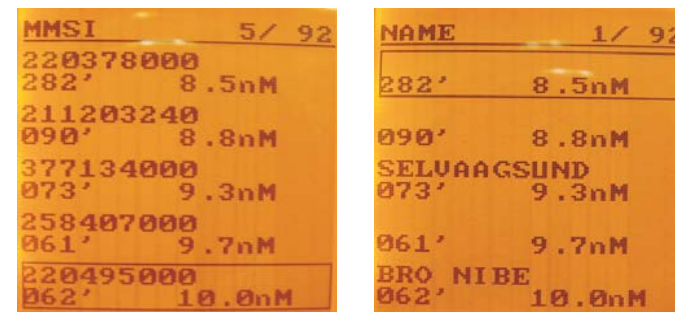 MMSI 5/ 92
220378000
282' 8.5nM
211203240
090' 8.8nM
377134000
073' 9.3nM
258407000
061' 9.7nM
220495000
062' 10.0nM
NAME 1/ 92
282' 8.5nM
090' 8.8nM
SELVAAGSUND
073' 9.3nM
061' 9.7nM
BRO NIBE
062' 10.0nM